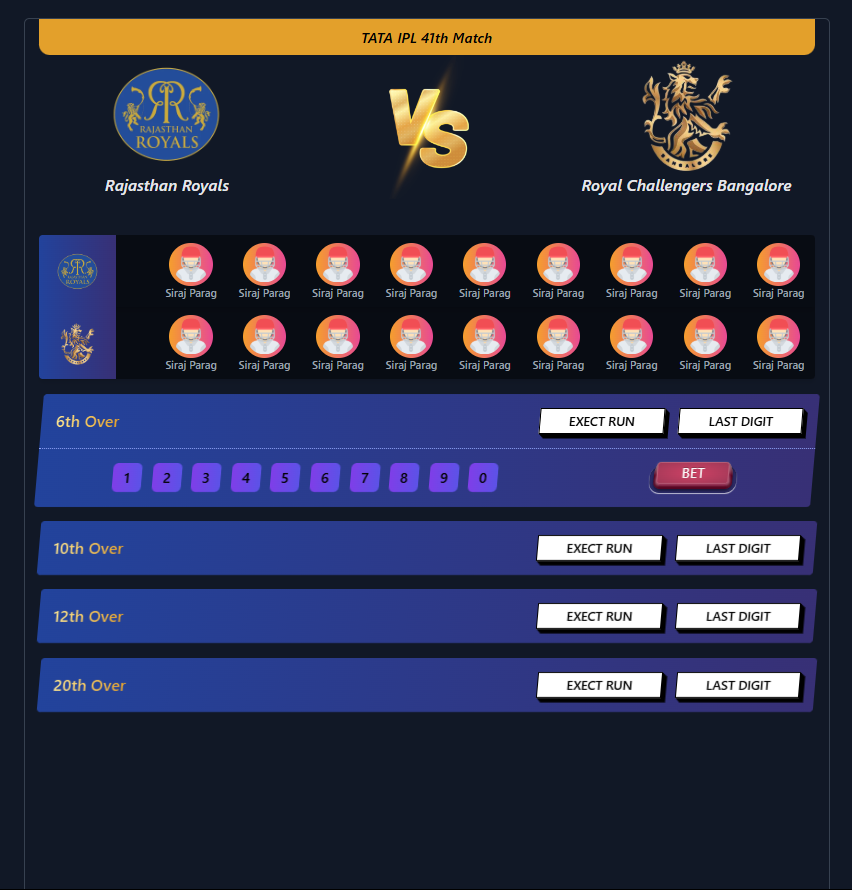 TATA IPL 41th Match
RAJASTHAN
ROYALS
VS
BANGALORE
Rajasthan Royals
Royal Challengers Bangalore
RR
ROYALS
Siraj Parag Siraj Parag Siraj Parag Siraj Parag Siraj Parag Siraj Parag Siraj Parag Siraj Parag Siraj Parag
Siraj Parag Siraj Parag Siraj Parag Siraj Parag Siraj Parag Siraj Parag Siraj Parag Siraj Parag Siraj Parag
6th Over EXECT RUN LAST DIGIT
1 2 3 4 5 6 7 8 9 0 BET
10th Over EXECT RUN LAST DIGIT
12th Over EXECT RUN LAST DIGIT
20th Over EXECT RUN LAST DIGIT